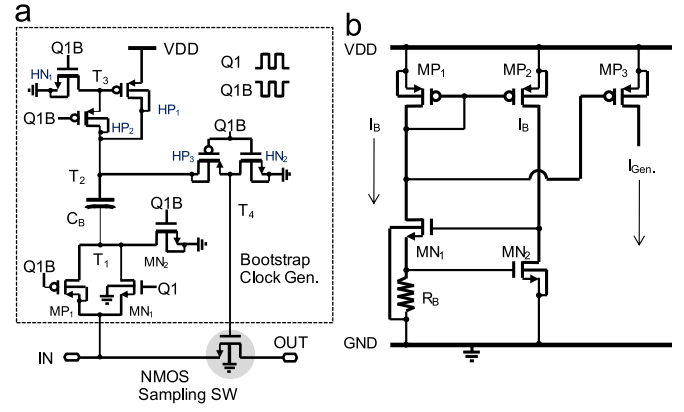 a
Q1B
VDD
Q1
Q1B
HN1
T3
HP1
Q1B
HP2
Q1B
HP3
HN2
T2
CB
T4
Q1B
T1
MN2
Bootstrap
Clock Gen.
Q1B
Q1
MP1
MN1
IN
OUT
NMOS
Sampling SW
b
VDD
MP1
MP2
MP3
IB
IB
IGen.
MN1
MN2
RB
GND